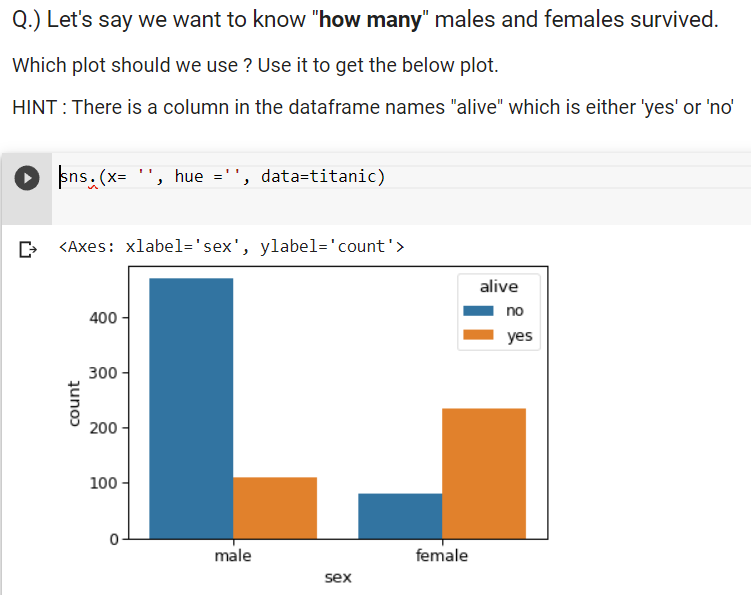 Q.) Let's say we want to know "how many" males and females survived.
Which plot should we use ? Use it to get the below plot.
HINT : There is a column in the dataframe names "alive" which is either 'yes' or 'no'
sns.(x= '', hue ='', data=titanic)
<Axes: xlabel='sex', ylabel='count'>
alive
no
yes
400
300
200
100
0
count
male female
sex